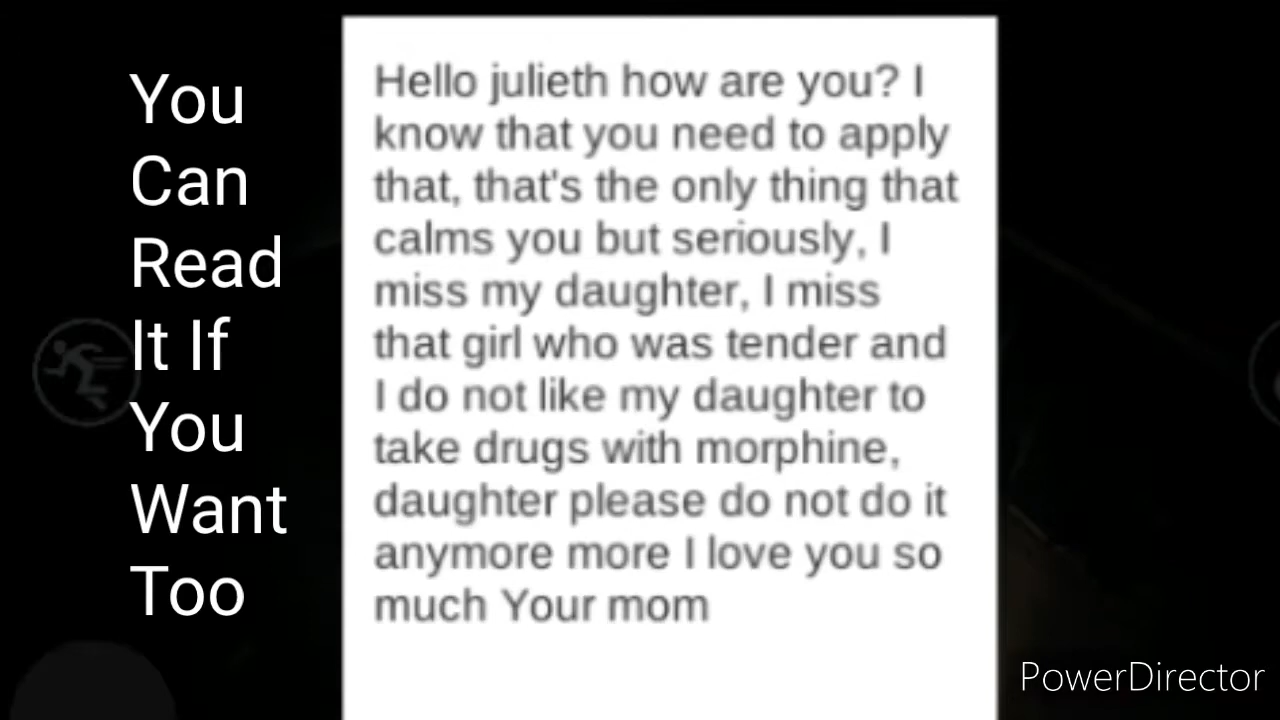 You
Can
Read
It If
You
Want
Too
Hello julieth how are you? I
know that you need to apply
that, that's the only thing that
calms you but seriously, I
miss my daughter, I miss
that girl who was tender and
I do not like my daughter to
take drugs with morphine,
daughter please do not do it
anymore more I love you so
much Your mom
PowerDirector